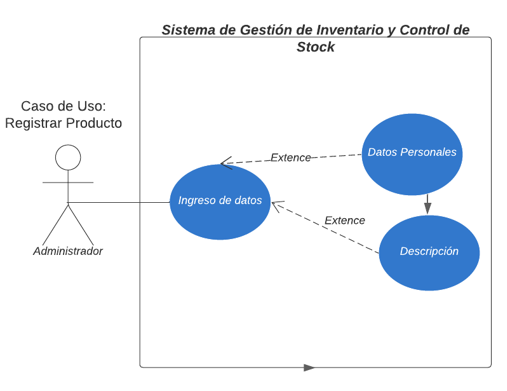 Sistema de Gestión de Inventario y Control de
Stock
Caso de Uso:
Registrar Producto
Administrador
Ingreso de datos
Extence
Datos Personales
Extence
Descripción